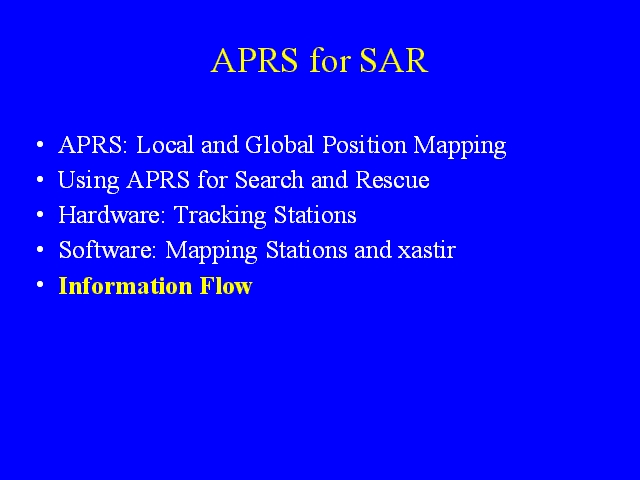 APRS for SAR
• APRS: Local and Global Position Mapping
• Using APRS for Search and Rescue
• Hardware: Tracking Stations
• Software: Mapping Stations and xastir
• Information Flow